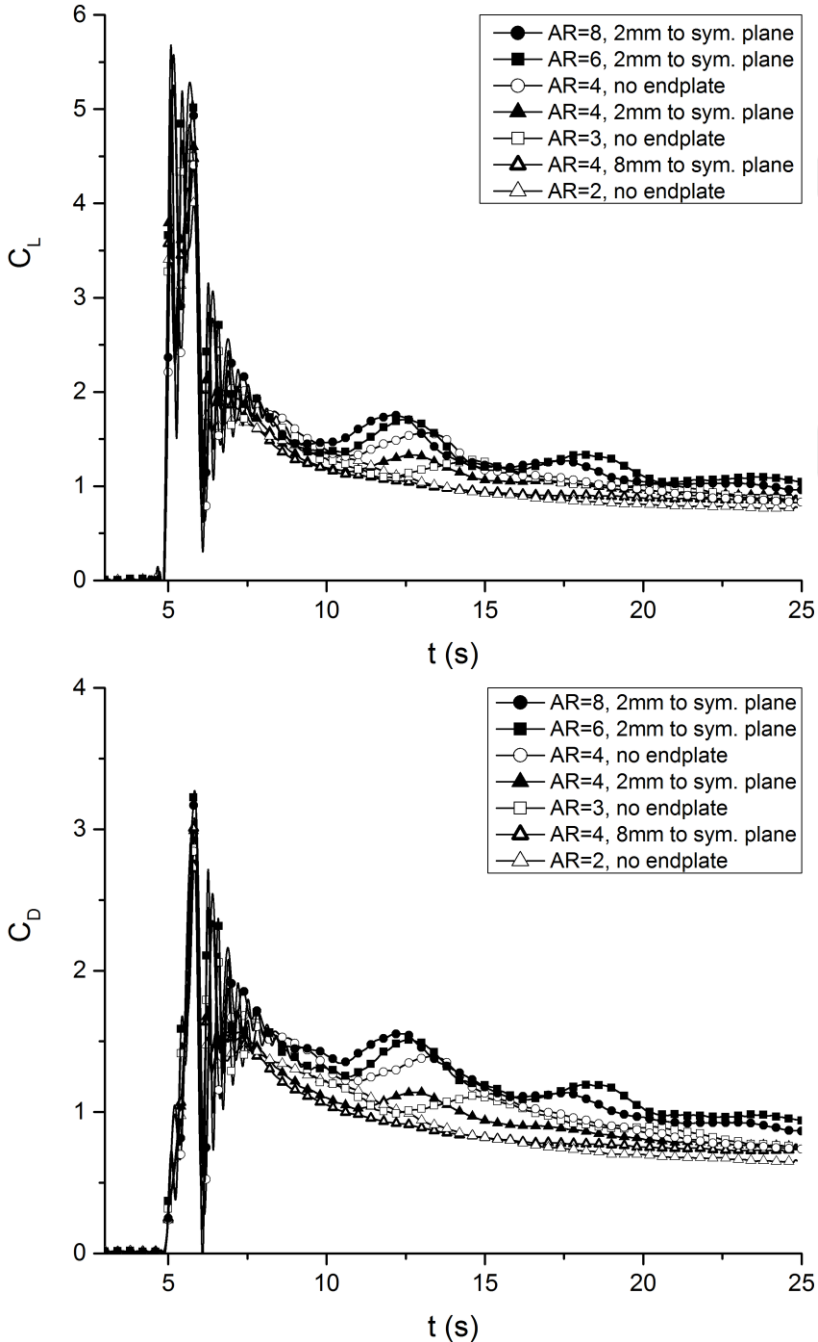 6
5
4
3
2
1
0
C_L
AR=8, 2mm to sym. plane
AR=6, 2mm to sym. plane
AR=4, no endplate
AR=4, 2mm to sym. plane
AR=3, no endplate
AR=4, 8mm to sym. plane
AR=2, no endplate
5 10 15 20 25
t (s)
4
3
2
1
0
C_D
AR=8, 2mm to sym. plane
AR=6, 2mm to sym. plane
AR=4, no endplate
AR=4, 2mm to sym. plane
AR=3, no endplate
AR=4, 8mm to sym. plane
AR=2, no endplate
5 10 15 20 25
t (s)